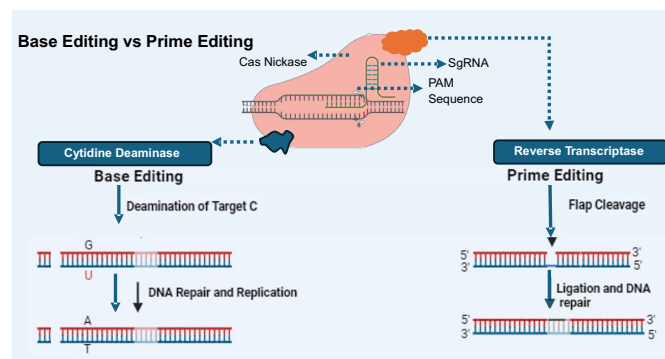 Base Editing vs Prime Editing
Cas Nickase
SgRNA
PAM
Sequence
Cytidine Deaminase
Base Editing
Deamination of Target C
G
U
DNA Repair and Replication
A
T
Reverse Transcriptase
Prime Editing
Flap Cleavage
5' 3'
3' 5'
Ligation and DNA
repair
5' 3'
3' 5'